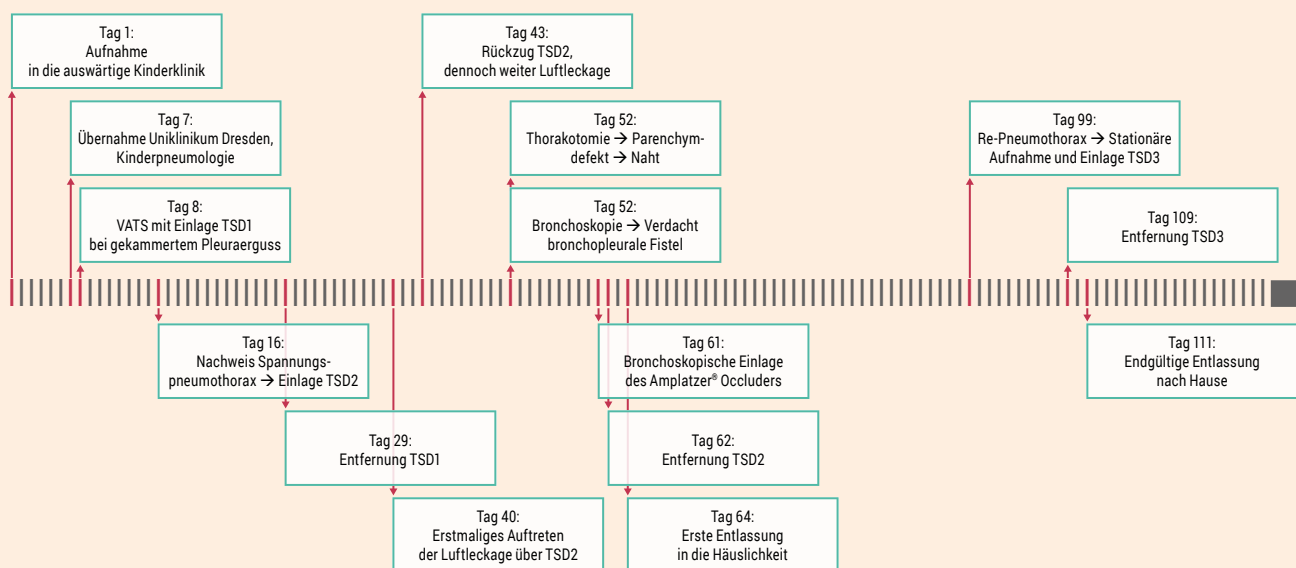 Tag 1:
Aufnahme
in die auswärtige Kinderklinik
Tag 7:
Übernahme Uniklinikum Dresden,
Kinderpneumologie
Tag 8:
VATS mit Einlage TSD1
bei gekammertem Pleuraerguss
Tag 16:
Nachweis Spannungs-
pneumothorax → Einlage TSD2
Tag 29:
Entfernung TSD1
Tag 40:
Erstmaliges Auftreten
der Luftleckage über TSD2
Tag 43:
Rückzug TSD2,
dennoch weiter Luftleckage
Tag 52:
Thorakotomie → Parenchym-
defekt → Naht
Tag 52:
Bronchoskopie → Verdacht
bronchopleurale Fistel
Tag 61:
Bronchoskopische Einlage
des Amplatzer® Occluders
Tag 62:
Entfernung TSD2
Tag 64:
Erste Entlassung
in die Häuslichkeit
Tag 99:
Re-Pneumothorax → Stationäre
Aufnahme und Einlage TSD3
Tag 109:
Entfernung TSD3
Tag 111:
Endgültige Entlassung
nach Hause